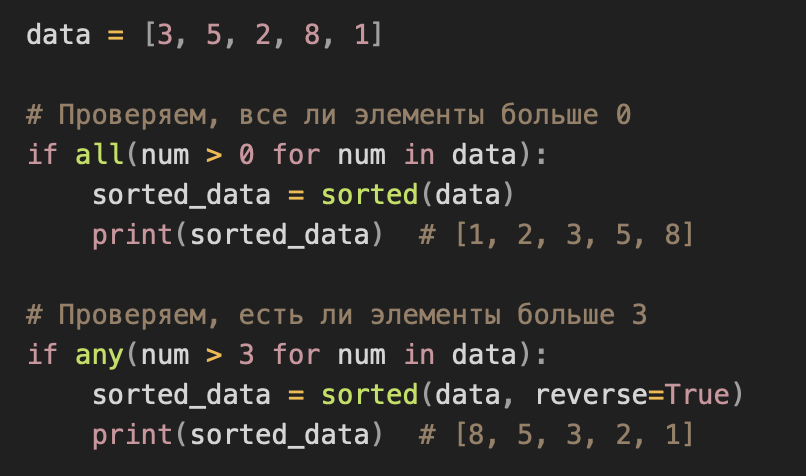 data = [3, 5, 2, 8, 1]
# Проверяем, все ли элементы больше 0
if all(num > 0 for num in data):
    sorted_data = sorted(data)
    print(sorted_data)  # [1, 2, 3, 5, 8]
# Проверяем, есть ли элементы больше 3
if any(num > 3 for num in data):
    sorted_data = sorted(data, reverse=True)
    print(sorted_data)  # [8, 5, 3, 2, 1]